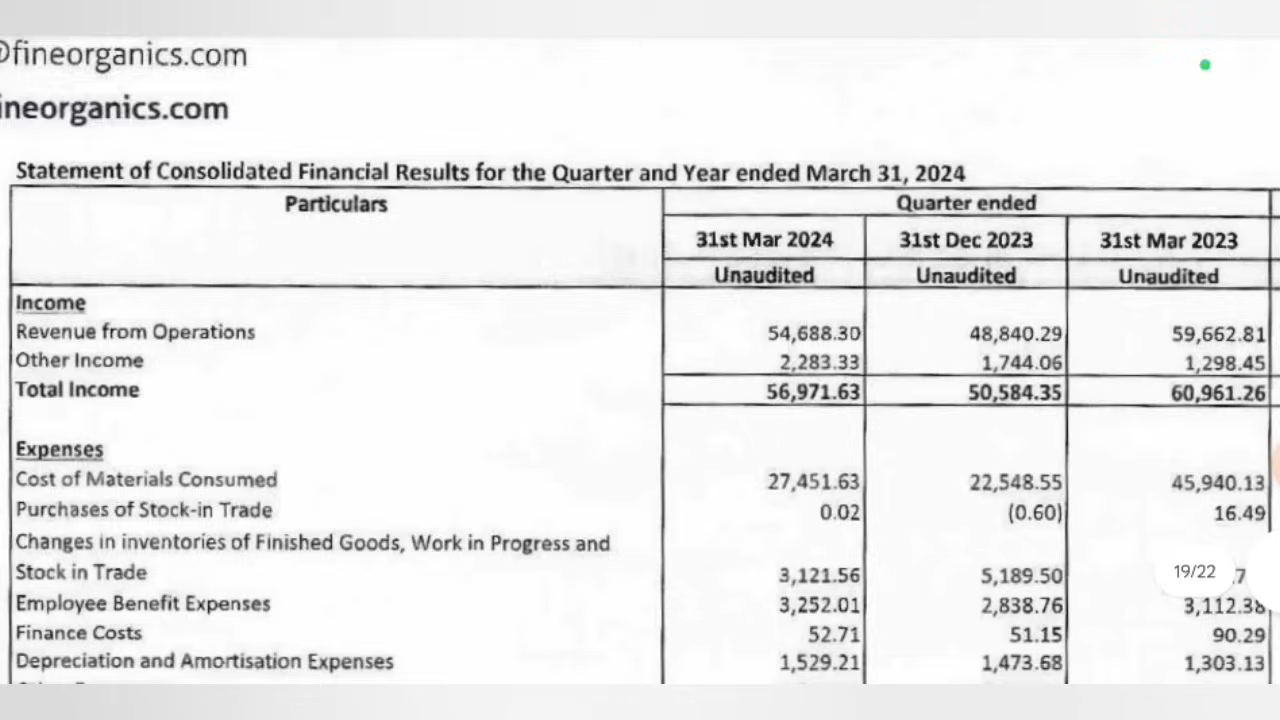 @fineorganics.com
ineorganics.com
Statement of Consolidated Financial Results for the Quarter and Year ended March 31, 2024
Particulars Quarter ended
31st Mar 2024 31st Dec 2023 31st Mar 2023
Unaudited Unaudited Unaudited
Income
Revenue from Operations 54,688.30 48,840.29 59,662.81
Other Income 2,283.33 1,744.06 1,298.45
Total Income 56,971.63 50,584.35 60,961.26
Expenses
Cost of Materials Consumed 27,451.63 22,548.55 45,940.13
Purchases of Stock-in Trade 0.02 (0.60) 16.49
Changes in inventories of Finished Goods, Work in Progress and
Stock in Trade 3,121.56 5,189.50
19/22
Employee Benefit Expenses 3,252.01 2,838.76 3,112.38
Finance Costs 52.71 51.15 90.29
Depreciation and Amortisation Expenses 1,529.21 1,473.68 1,303.13